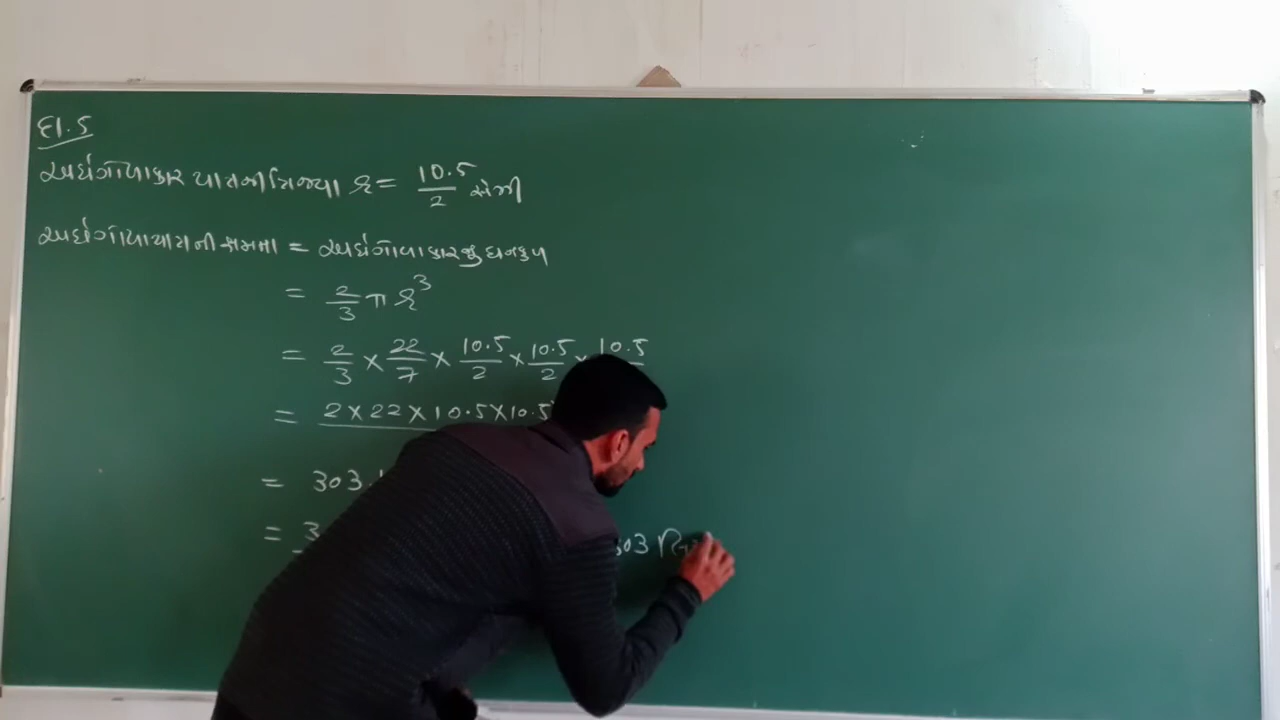 દા.5
અર્ધગોળાકાર પાત્રની ત્રિજ્યા r = 10.5/2 સેમી
અર્ધગોળાપાત્રની ક્ષમતા = અર્ધગોળાકારનું ઘનફળ
= 2/3 π r³
= 2/3 × 22/7 × 10.5/2 × 10.5/2 × 10.5
= 2×22×10.5×10.5
= 303.
= 3 303